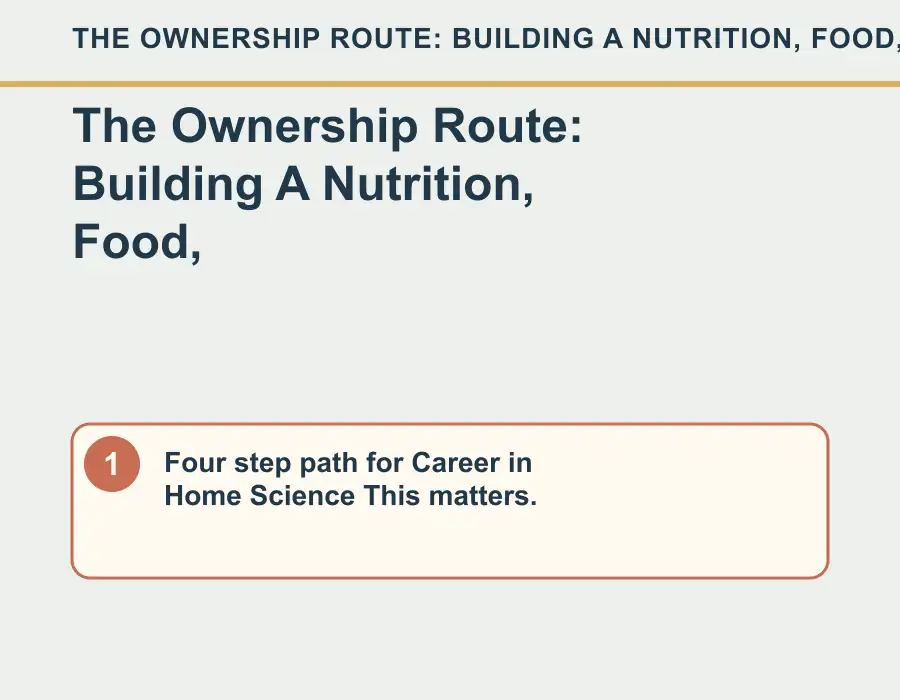 THE OWNERSHIP ROUTE: BUILDING A NUTRITION, FOOD,
The Ownership Route:
Building A Nutrition,
Food,
1
Four step path for Career in
Home Science This matters.